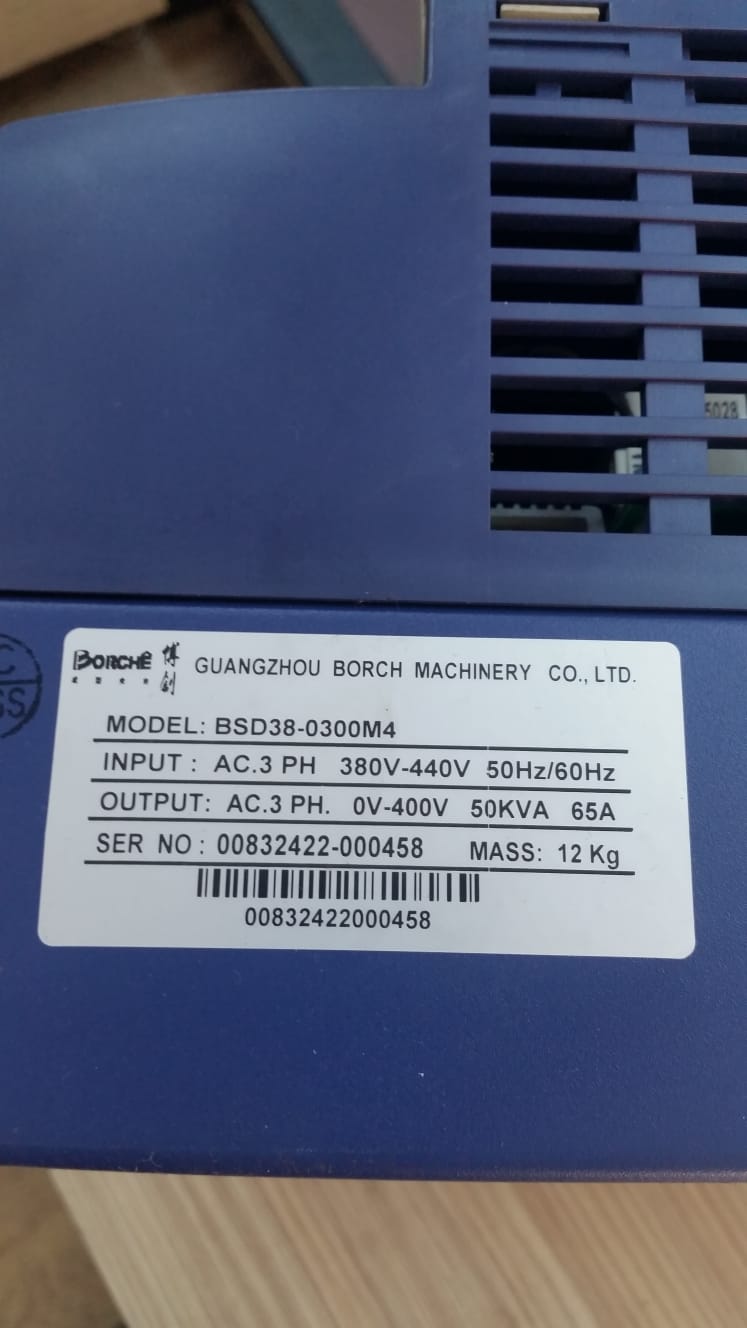 5028
BORCHE 博创
GUANGZHOU BORCH MACHINERY CO., LTD.
MODEL: BSD38-0300M4
INPUT : AC.3 PH 380V-440V 50Hz/60Hz
OUTPUT: AC.3 PH. 0V-400V 50KVA 65A
SER NO : 00832422-000458 MASS: 12 Kg
00832422000458